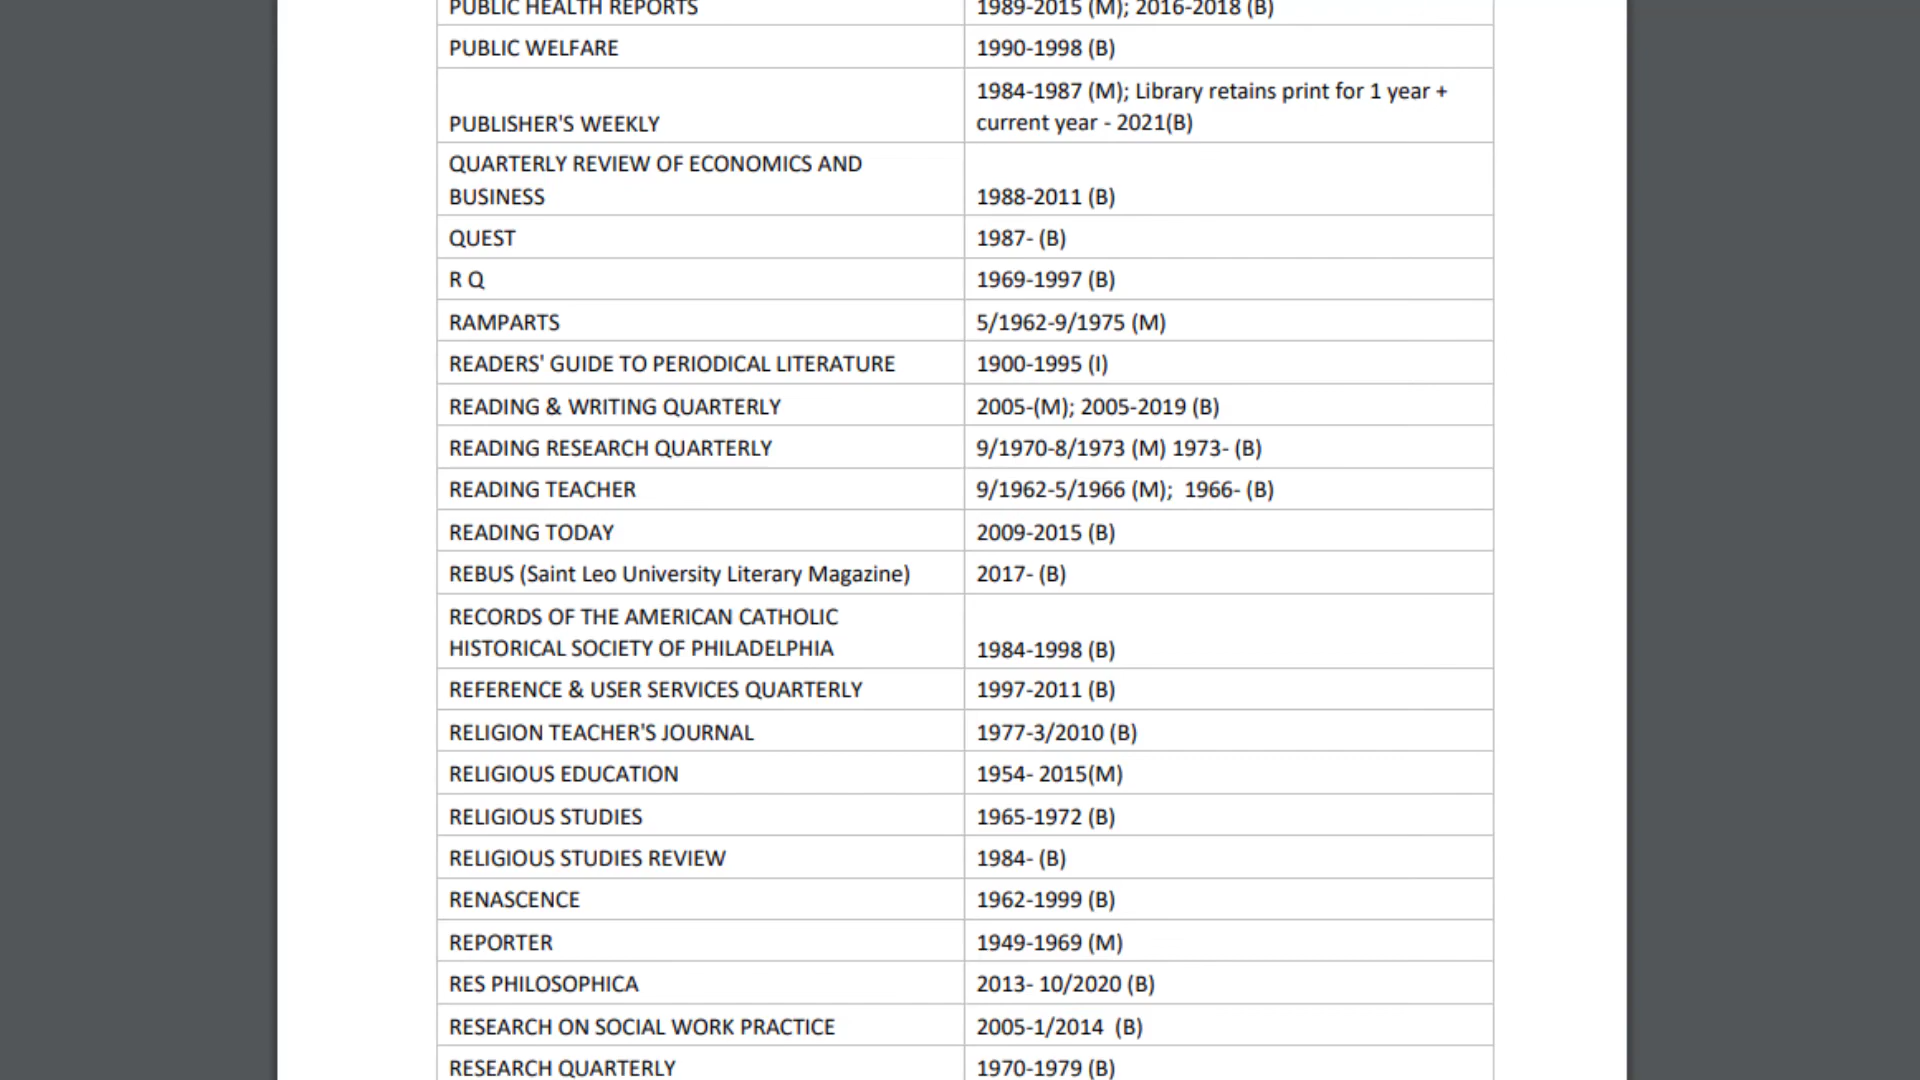 PUBLIC HEALTH REPORTS 1989-2015 (M); 2016-2018 (B)
PUBLIC WELFARE 1990-1998 (B)
1984-1987 (M); Library retains print for 1 year +
PUBLISHER'S WEEKLY current year - 2021(B)
QUARTERLY REVIEW OF ECONOMICS AND
BUSINESS 1988-2011 (B)
QUEST 1987- (B)
R Q 1969-1997 (B)
RAMPARTS 5/1962-9/1975 (M)
READERS' GUIDE TO PERIODICAL LITERATURE 1900-1995 (I)
READING & WRITING QUARTERLY 2005-(M); 2005-2019 (B)
READING RESEARCH QUARTERLY 9/1970-8/1973 (M) 1973- (B)
READING TEACHER 9/1962-5/1966 (M);  1966- (B)
READING TODAY 2009-2015 (B)
REBUS (Saint Leo University Literary Magazine) 2017- (B)
RECORDS OF THE AMERICAN CATHOLIC
HISTORICAL SOCIETY OF PHILADELPHIA 1984-1998 (B)
REFERENCE & USER SERVICES QUARTERLY 1997-2011 (B)
RELIGION TEACHER'S JOURNAL 1977-3/2010 (B)
RELIGIOUS EDUCATION 1954- 2015(M)
RELIGIOUS STUDIES 1965-1972 (B)
RELIGIOUS STUDIES REVIEW 1984- (B)
RENASCENCE 1962-1999 (B)
REPORTER 1949-1969 (M)
RES PHILOSOPHICA 2013- 10/2020 (B)
RESEARCH ON SOCIAL WORK PRACTICE 2005-1/2014  (B)
RESEARCH QUARTERLY 1970-1979 (B)